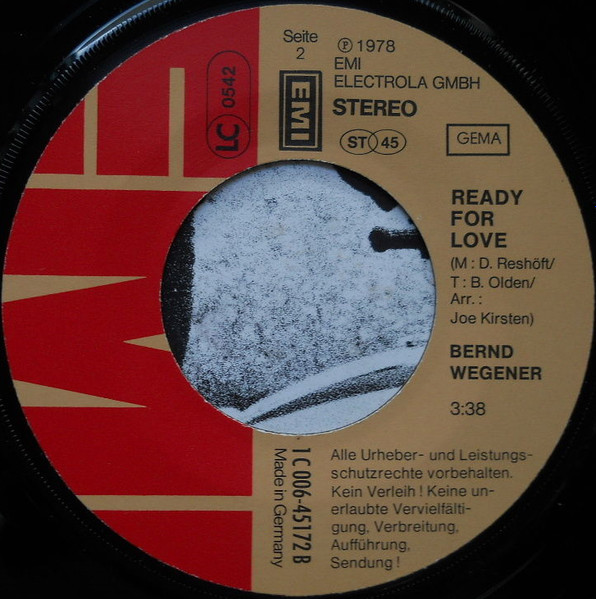 Seite
2
℗ 1978
EMI
ELECTROLA GMBH
STEREO
ST 45
EMI
LC 0542
GEMA
READY
FOR
LOVE
(M : D. Reshöft/
T : B. Olden/
Arr. :
Joe Kirsten)
BERND
WEGENER
3:38
1 C 006-45172 B
Made in Germany
Alle Urheber- und Leistungs-
schutzrechte vorbehalten.
Kein Verleih ! Keine un-
erlaubte Vervielfälti-
gung, Verbreitung,
Aufführung,
Sendung !
EMI